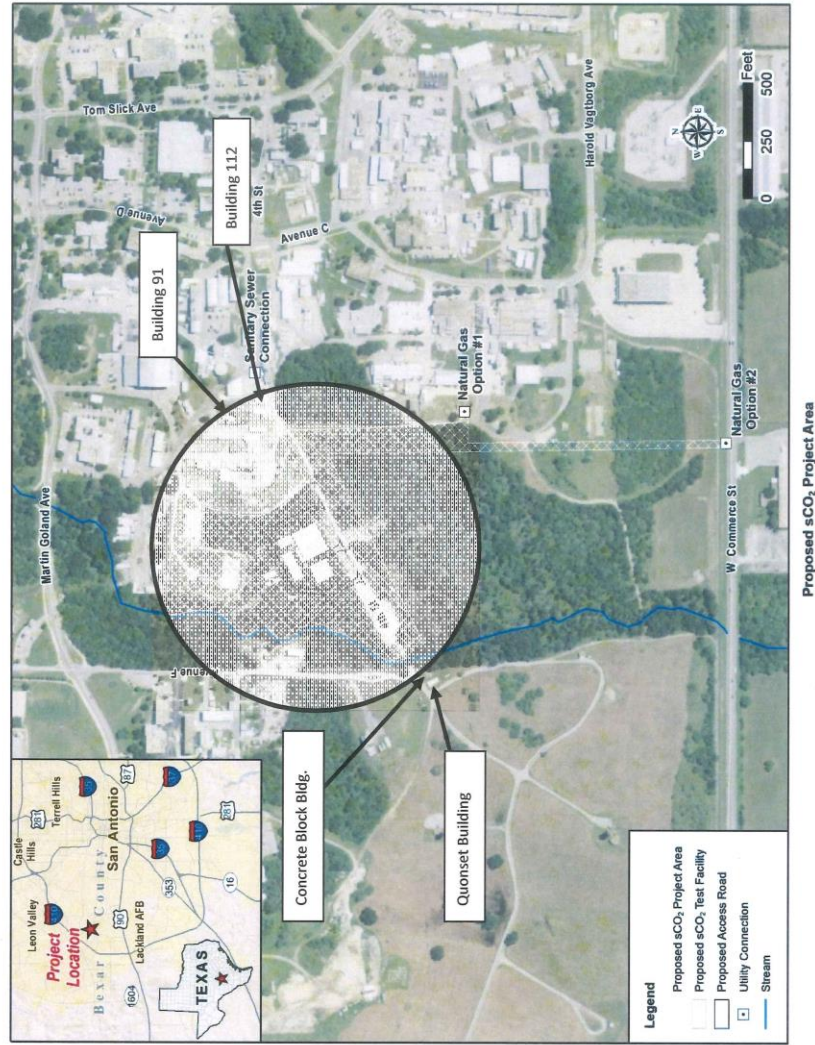 Martin Goland Ave
Tom Slick Ave
Avenue D
Building 91
Building 112
4th St
Sanitary Sewer
Connection
Avenue C
Harold Vagtborg Ave
Natural Gas
Option #1
Natural Gas
Option #2
W Commerce St
Concrete Block Bldg.
Quonset Building
Castle
Hills
281
Terrell Hills
Leon Valley
Project
Location
San Antonio
87
Bexar County
90
Lackland AFB
1604
353
16
281
TEXAS
N
E
S
W
Feet
0
250
500
Legend
Proposed sCO₂ Project Area
Proposed sCO₂ Test Facility
Proposed Access Road
Utility Connection
Stream
Proposed sCO₂ Project Area